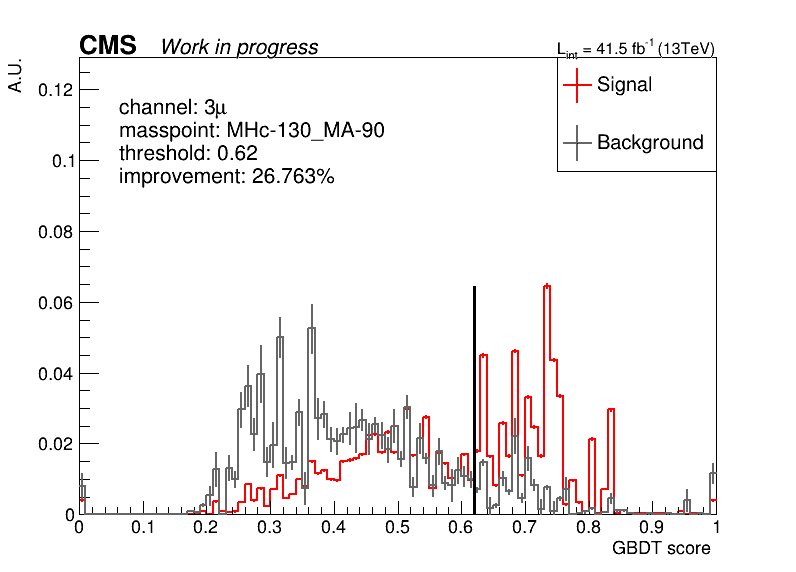 CMS Work in progress
L_int = 41.5 fb^-1 (13TeV)
A.U.
Signal
Background
channel: 3μ
masspoint: MHc-130_MA-90
threshold: 0.62
improvement: 26.763%
0.12
0.1
0.08
0.06
0.04
0.02
0
0 0.1 0.2 0.3 0.4 0.5 0.6 0.7 0.8 0.9 1
GBDT score